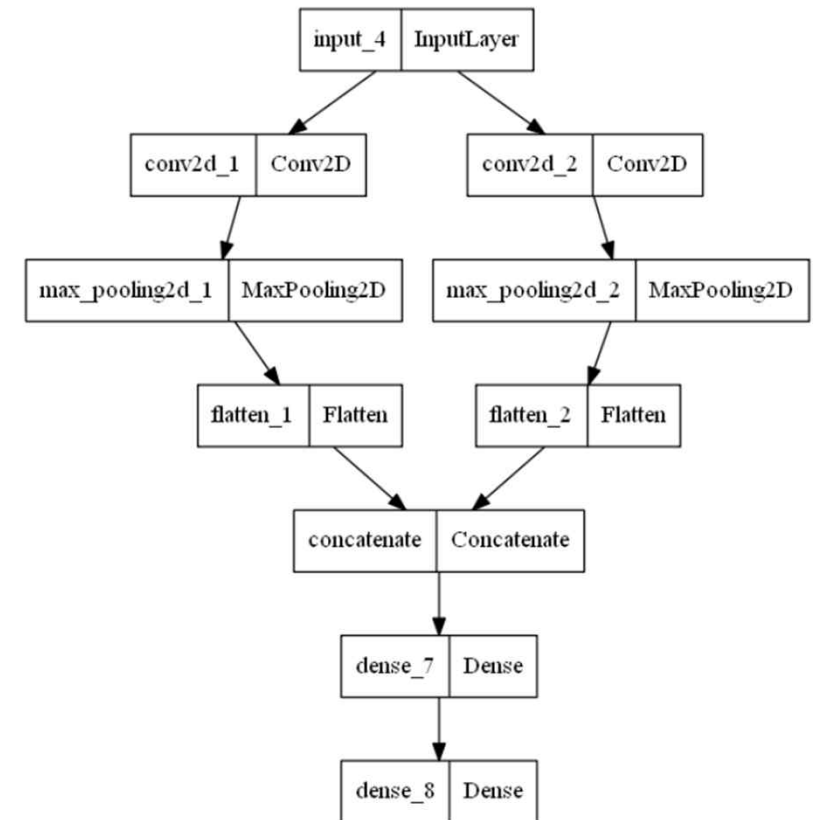 input_4 InputLayer
conv2d_1 Conv2D conv2d_2 Conv2D
max_pooling2d_1 MaxPooling2D max_pooling2d_2 MaxPooling2D
flatten_1 Flatten flatten_2 Flatten
concatenate Concatenate
dense_7 Dense
dense_8 Dense